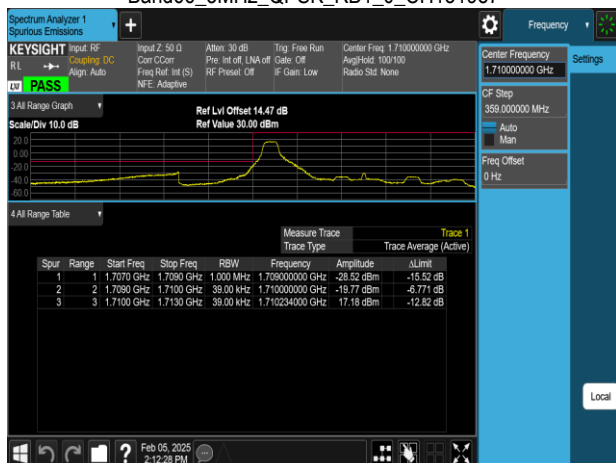 Spectrum Analyzer 1
Spurious Emissions
Frequency
KEYSIGHT
RL
Input: RF
Coupling: DC
Align: Auto
Input Z: 50 Ω
Corr CCorr
Freq Ref: Int (S)
NFE: Adaptive
Atten: 30 dB
Pre: Int off, LNA off
RF Preset: Off
Trig: Free Run
Gate: Off
IF Gain: Low
Center Freq: 1.710000000 GHz
Avg|Hold: 100/100
Radio Std: None
LXI PASS
Center Frequency
1.710000000 GHz
Settings
CF Step
359.000000 MHz
Auto
Man
Freq Offset
0 Hz
3 All Range Graph
Scale/Div 10.0 dB
Ref Lvl Offset 14.47 dB
Ref Value 30.00 dBm
20.0
0.00
-20.0
-40.0
-60.0
4 All Range Table
Measure Trace Trace 1
Trace Type Trace Average (Active)
Spur Range Start Freq Stop Freq RBW Frequency Amplitude ΔLimit
1 1 1.7070 GHz 1.7090 GHz 1.000 MHz 1.709000000 GHz -28.52 dBm -15.52 dB
2 2 1.7090 GHz 1.7100 GHz 39.00 kHz 1.710000000 GHz -19.77 dBm -6.771 dB
3 3 1.7100 GHz 1.7130 GHz 39.00 kHz 1.710234000 GHz 17.18 dBm -12.82 dB
Local
Feb 05, 2025
2:12:28 PM